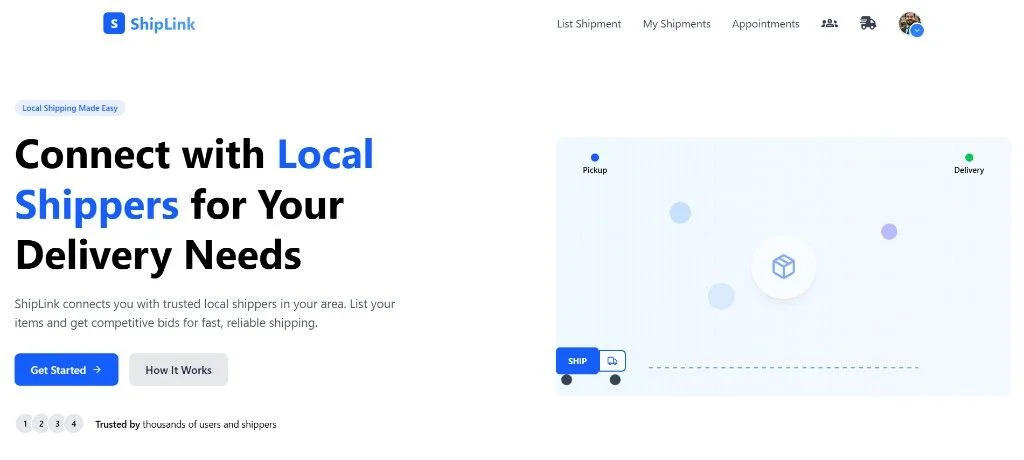 S ShipLink
List Shipment
My Shipments
Appointments
Local Shipping Made Easy
Connect with Local
Shippers for Your
Delivery Needs
ShipLink connects you with trusted local shippers in your area. List your
items and get competitive bids for fast, reliable shipping.
Get Started →
How It Works
1 2 3 4
Trusted by thousands of users and shippers
Pickup
Delivery
SHIP